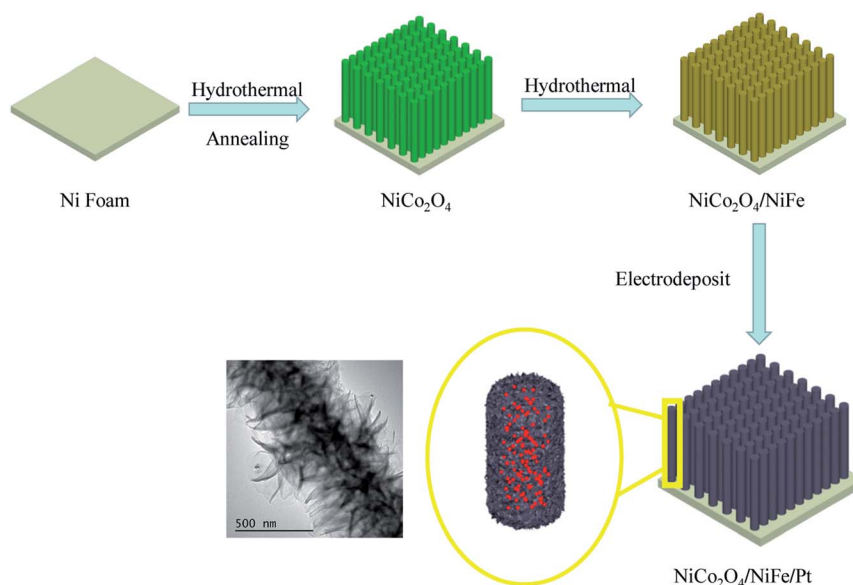 Hydrothermal
Annealing
Hydrothermal
Ni Foam
NiCo₂O₄
NiCo₂O₄/NiFe
Electrodeposit
500 nm
NiCo₂O₄/NiFe/Pt